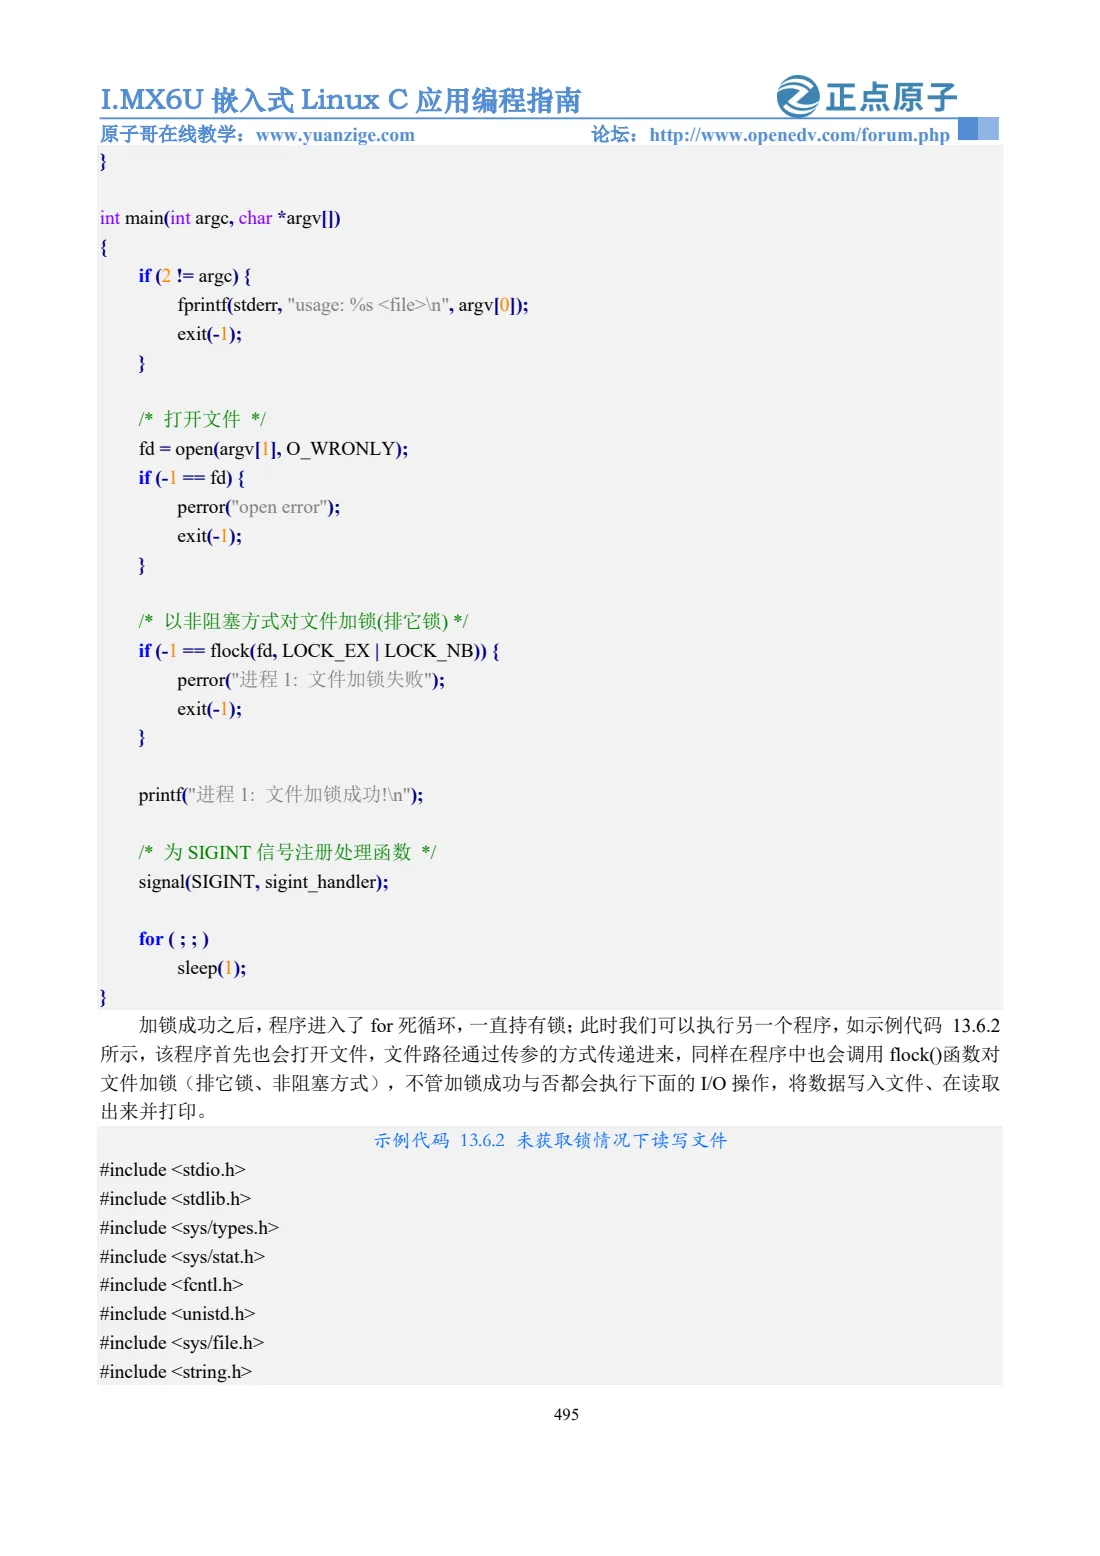 I.MX6U 嵌入式 Linux C 应用编程指南
正点原子
原子哥在线教学：www.yuanzige.com
论坛：http://www.openedv.com/forum.php
}
int main(int argc, char *argv[])
{
if (2 != argc) {
fprintf(stderr, "usage: %s <file>\n", argv[0]);
exit(-1);
}
/* 打开文件 */
fd = open(argv[1], O_WRONLY);
if (-1 == fd) {
perror("open error");
exit(-1);
}
/* 以非阻塞方式对文件加锁(排它锁) */
if (-1 == flock(fd, LOCK_EX | LOCK_NB)) {
perror("进程 1: 文件加锁失败");
exit(-1);
}
printf("进程 1: 文件加锁成功!\n");
/* 为 SIGINT 信号注册处理函数 */
signal(SIGINT, sigint_handler);
for ( ; ; )
sleep(1);
}
加锁成功之后，程序进入了 for 死循环，一直持有锁；此时我们可以执行另一个程序，如示例代码 13.6.2
所示，该程序首先也会打开文件，文件路径通过传参的方式传递进来，同样在程序中也会调用 flock()函数对
文件加锁（排它锁、非阻塞方式），不管加锁成功与否都会执行下面的 I/O 操作，将数据写入文件、在读取
出来并打印。
示例代码 13.6.2 未获取锁情况下读写文件
#include <stdio.h>
#include <stdlib.h>
#include <sys/types.h>
#include <sys/stat.h>
#include <fcntl.h>
#include <unistd.h>
#include <sys/file.h>
#include <string.h>
495